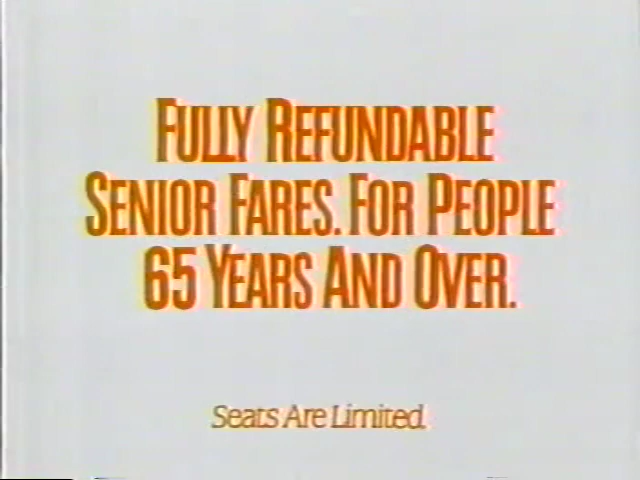 Fully Refundable
Senior Fares. For People
65 Years And Over.
Seats Are Limited.